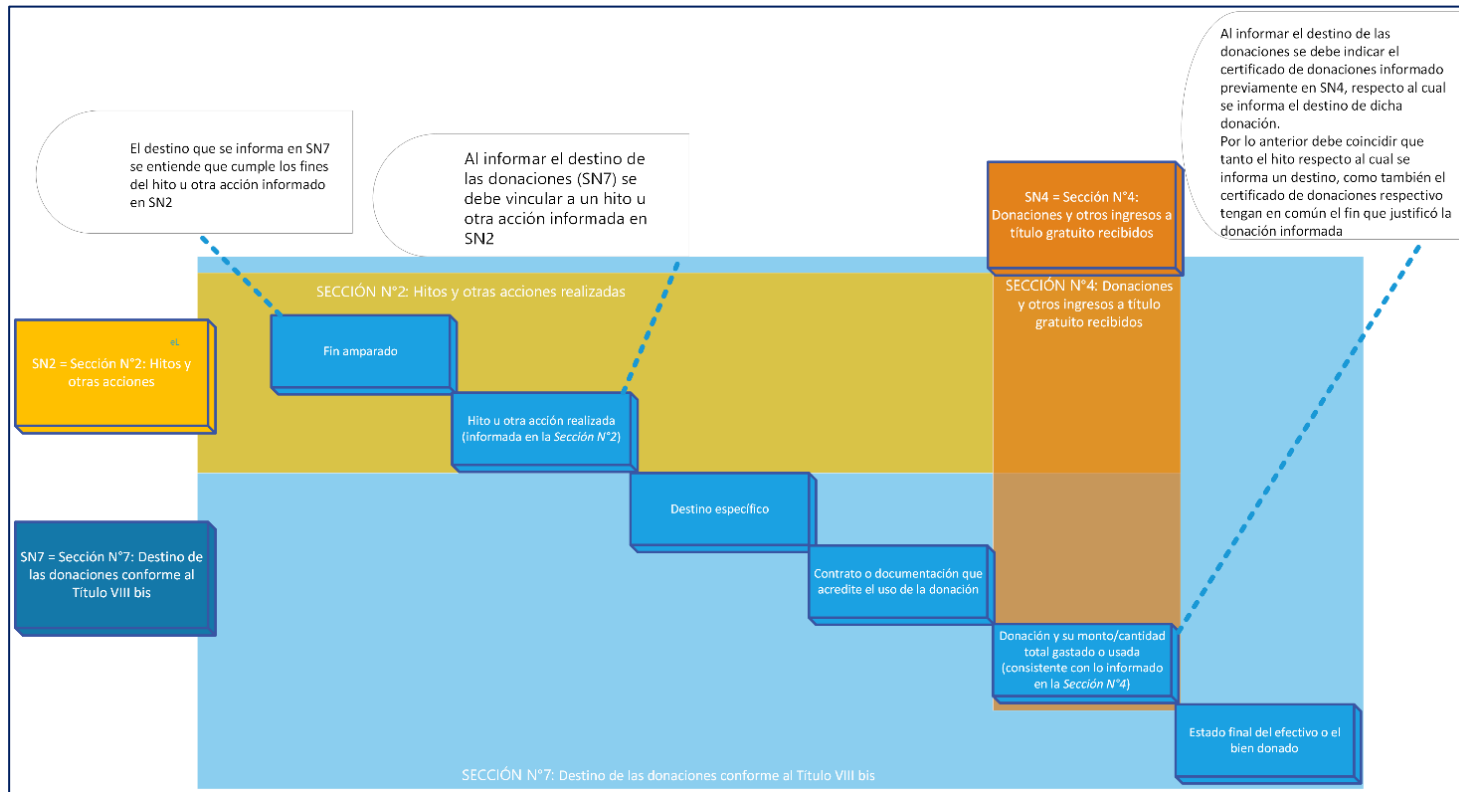 Al informar el destino de las
donaciones se debe indicar el
certificado de donaciones informado
previamente en SN4, respecto al cual
se informa el destino de dicha
donación.
Por lo anterior debe coincidir que
tanto el hito respecto al cual se
informa un destino, como también el
certificado de donaciones respectivo
tengan en común el fin que justificó la
donación informada
El destino que se informa en SN7
se entiende que cumple los fines
del hito u otra acción informado
en SN2
Al informar el destino de
las donaciones (SN7) se
debe vincular a un hito u
otra acción informada en
SN2
SN4 = Sección N°4:
Donaciones y otros ingresos a
título gratuito recibidos
SECCIÓN N°2: Hitos y otras acciones realizadas
SECCIÓN N°4: Donaciones
y otros ingresos a título
gratuito recibidos
eL
SN2 = Sección N°2: Hitos y
otras acciones
Fin amparado
Hito u otra acción realizada
(informada en la Sección N°2)
Destino específico
SN7 = Sección N°7: Destino de
las donaciones conforme al
Título VIII bis
Contrato o documentación que
acredite el uso de la donación
Donación y su monto/cantidad
total gastado o usada
(consistente con lo informado
en la Sección N°4)
Estado final del efectivo o el
bien donado
SECCIÓN N°7: Destino de las donaciones conforme al Título VIII bis